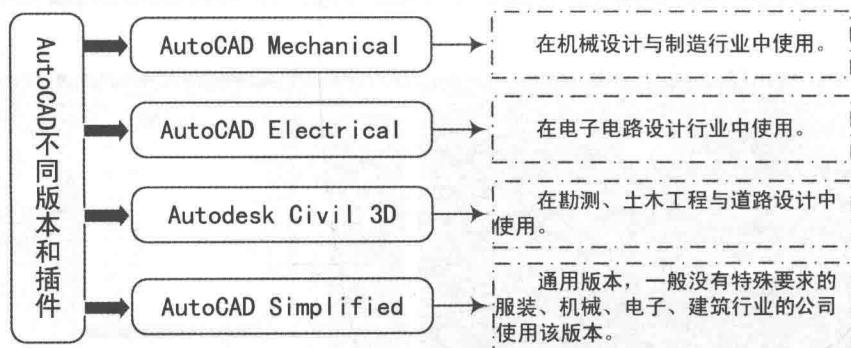 AutoCAD不同版本和插件
AutoCAD Mechanical
在机械设计与制造行业中使用。
AutoCAD Electrical
在电子电路设计行业中使用。
Autodesk Civil 3D
在勘测、土木工程与道路设计中
使用。
AutoCAD Simplified
通用版本，一般没有特殊要求的
服装、机械、电子、建筑行业的公司
使用该版本。